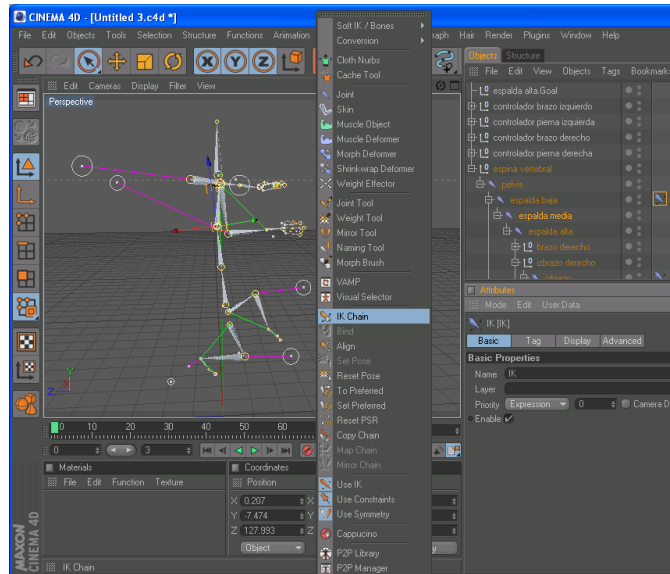 CINEMA 4D - [Untitled 3.c4d *]
File Edit Objects Tools Selection Structure Functions Animation
Hair Render Plugins Window Help
Soft IK / Bones
Conversion
Cloth Nurbs
Cache Tool
Joint
Skin
Muscle Object
Muscle Deformer
Morph Deformer
Shrinkwrap Deformer
Weight Effector
Joint Tool
Weight Tool
Mirror Tool
Naming Tool
Morph Brush
VAMP
Visual Selector
IK Chain
Bind
Align
Set Pose
Reset Pose
To Preferred
Set Preferred
Reset PSR
Copy Chain
Map Chain
Mirror Chain
Use IK
Use Constraints
Use Symmetry
Cappucino
P2P Library
P2P Manager
X Y Z
Edit Cameras Display Filter View
Perspective
Y
X
Z
0 10 20 30 40 50 60
0 3
Materials
File Edit Function Texture
Coordinates
Position
X 0.207 X
Y -7.474 Y
Z 127.993 Z
Object
MAXON
CINEMA 4D
IK Chain
Objects Structure
File Edit View Objects Tags Bookmark
espalda alta.Goal
controlador brazo izquierdo
controlador pierna izquierda
controlador brazo derecho
controlador pierna derecha
espina vertebral
pelvis
espalda baja
espalda media
espalda alta
brazo derecho
izbrazo derecho
izbrazo
Attributes
Mode Edit User Data
IK [IK]
Basic Tag Display Advanced
Basic Properties
Name IK
Layer
Priority Expression 0 Camera D
Enable